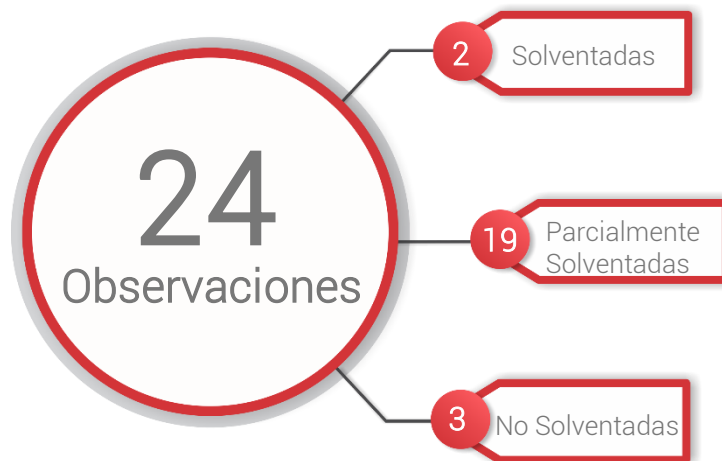 24
Observaciones
2
Solventadas
19
Parcialmente
Solventadas
3
No Solventadas